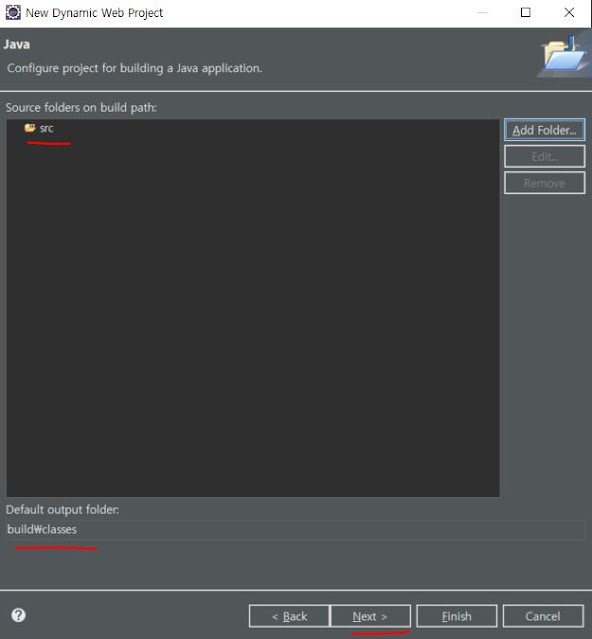 New Dynamic Web Project
Java
Configure project for building a Java application.
Source folders on build path:
src
Add Folder...
Edit...
Remove
Default output folder:
build₩classes
?
< Back
Next >
Finish
Cancel